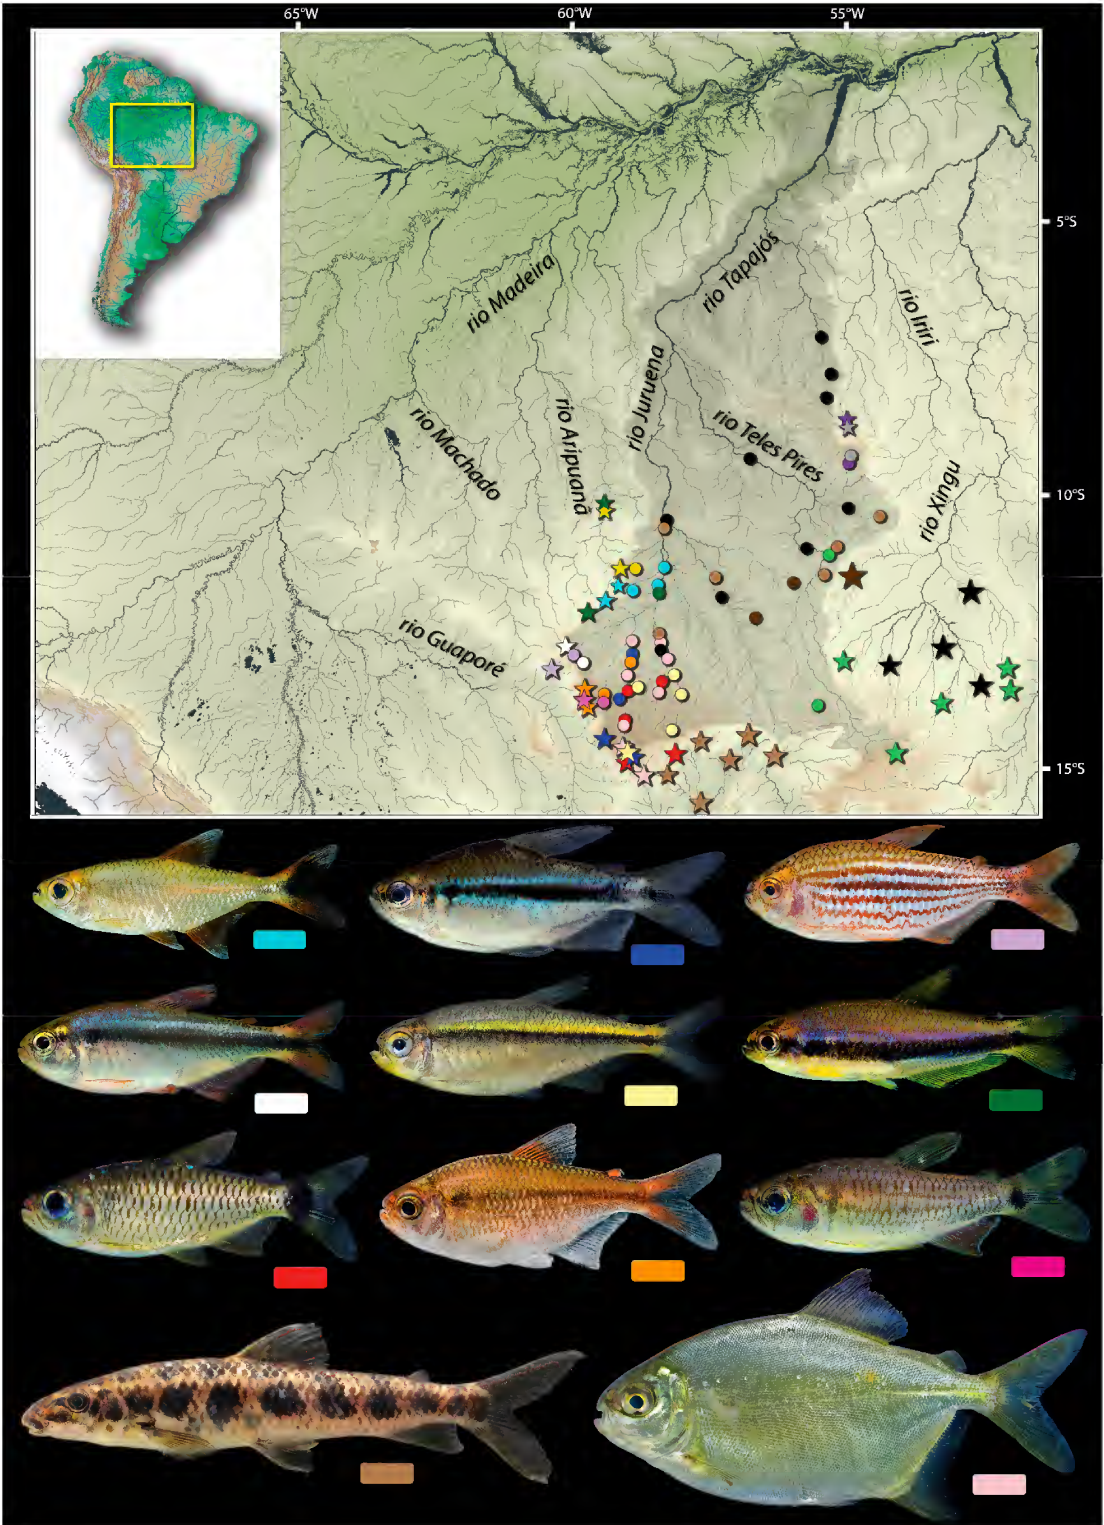 65°W 60°W 55°W
5°S
rio Madeira
rio Tapajós
rio Iriri
rio Juruena
rio Machado
rio Aripuanã
rio Teles Pires
rio Xingu
10°S
rio Guaporé
15°S